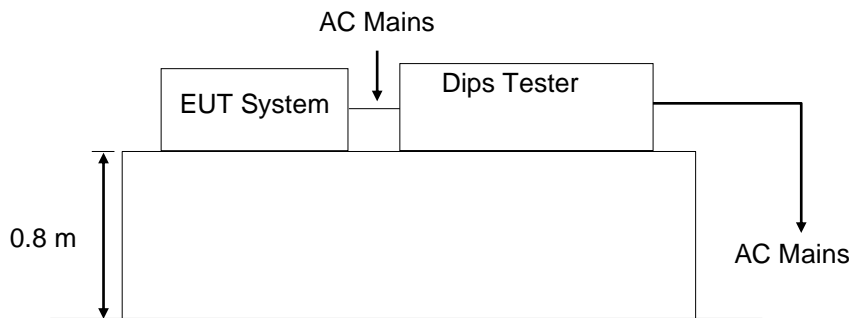 AC Mains
EUT System
Dips Tester
0.8 m
AC Mains